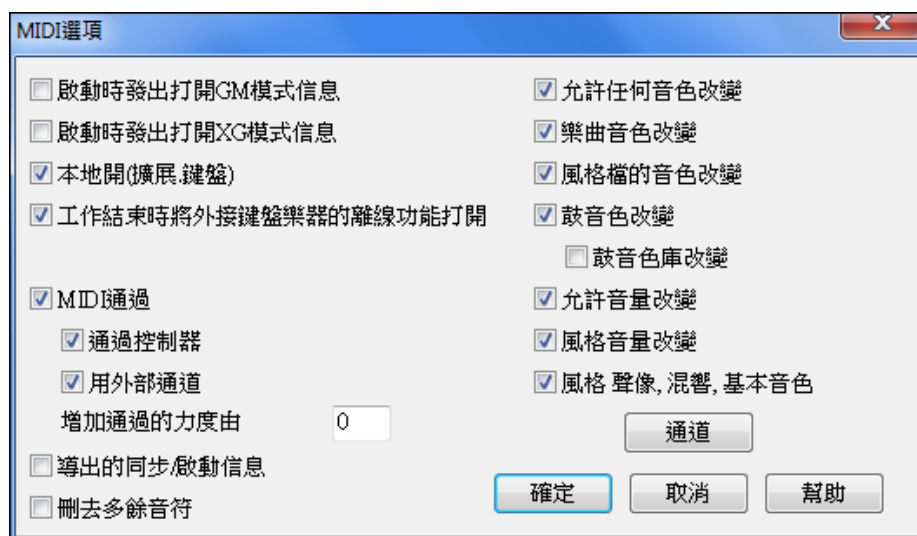 MIDI選項
啟動時發出打開GM模式信息
啟動時發出打開XG模式信息
本地開(擴展.鍵盤)
工作結束時將外接鍵盤樂器的離線功能打開
MIDI通過
通過控制器
用外部通道
增加通過的力度由 0
導出的同步/啟動信息
刪去多餘音符
允許任何音色改變
樂曲音色改變
風格檔的音色改變
鼓音色改變
鼓音色庫改變
允許音量改變
風格音量改變
風格 聲像, 混響, 基本音色
通道
確定 取消 幫助